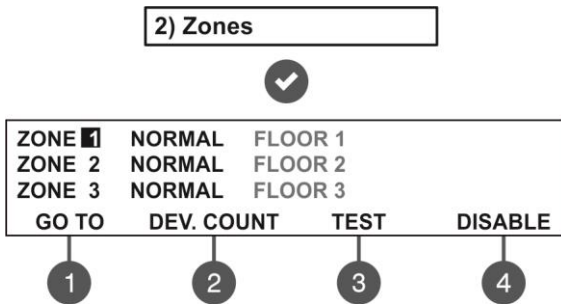 2) Zones
ZONE 1 NORMAL FLOOR 1
ZONE 2 NORMAL FLOOR 2
ZONE 3 NORMAL FLOOR 3
GO TO DEV. COUNT TEST DISABLE
1 2 3 4